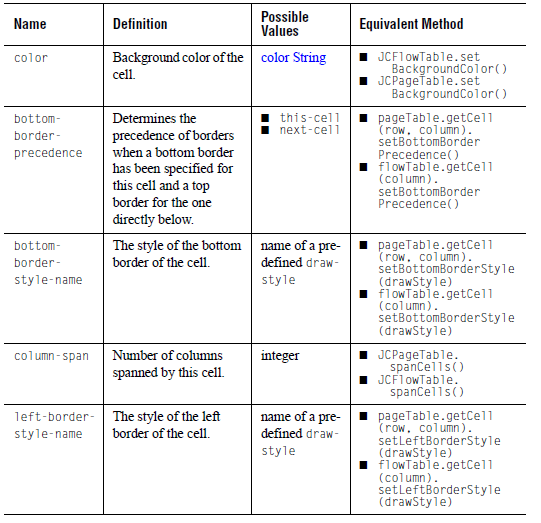 Name
Definition
Possible
Values
Equivalent Method
color
Background color of the
cell.
color String
■ JCFlowTable.set
BackgroundColor()
■ JCPageTable.set
BackgroundColor()
bottom-
border-
precedence
Determines the
precedence of borders
when a bottom border
has been specified for
this cell and a top
border for the one
directly below.
■ this-cell
■ next-cell
■ pageTable.getCell
(row, column).
setBottomBorder
Precedence()
■ flowTable.getCell
(column).
setBottomBorder
Precedence()
bottom-
border-
style-name
The style of the bottom
border of the cell.
name of a pre-
defined draw-
style
■ pageTable.getCell
(row, column).
setBottomBorderStyle
(drawStyle)
■ flowTable.getCell
(column).
setBottomBorderStyle
(drawStyle)
column-span
Number of columns
spanned by this cell.
integer
■ JCPageTable.
spanCells()
■ JCFlowTable.
spanCells()
left-border-
style-name
The style of the left
border of the cell.
name of a pre-
defined draw-
style
■ pageTable.getCell
(row, column).
setLeftBorderStyle
(drawStyle)
■ flowTable.getCell
(column).
setLeftBorderStyle
(drawStyle)